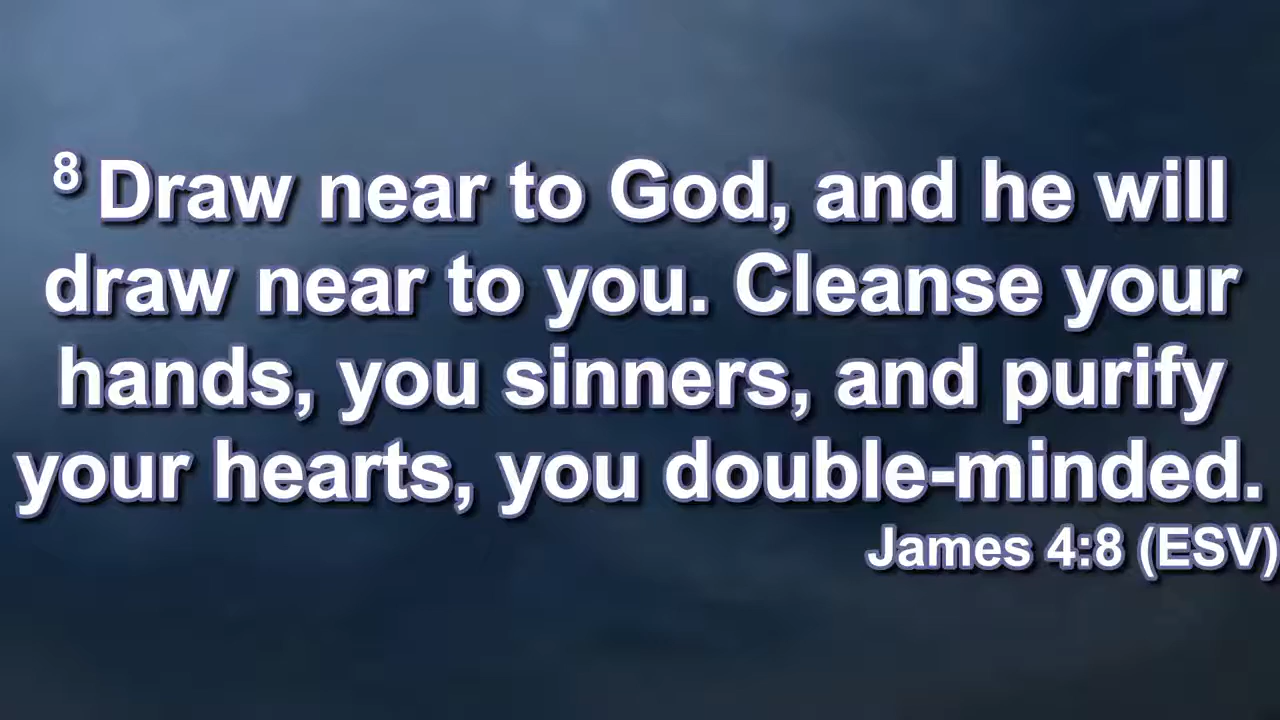 8 Draw near to God, and he will
draw near to you. Cleanse your
hands, you sinners, and purify
your hearts, you double-minded.
James 4:8 (ESV)